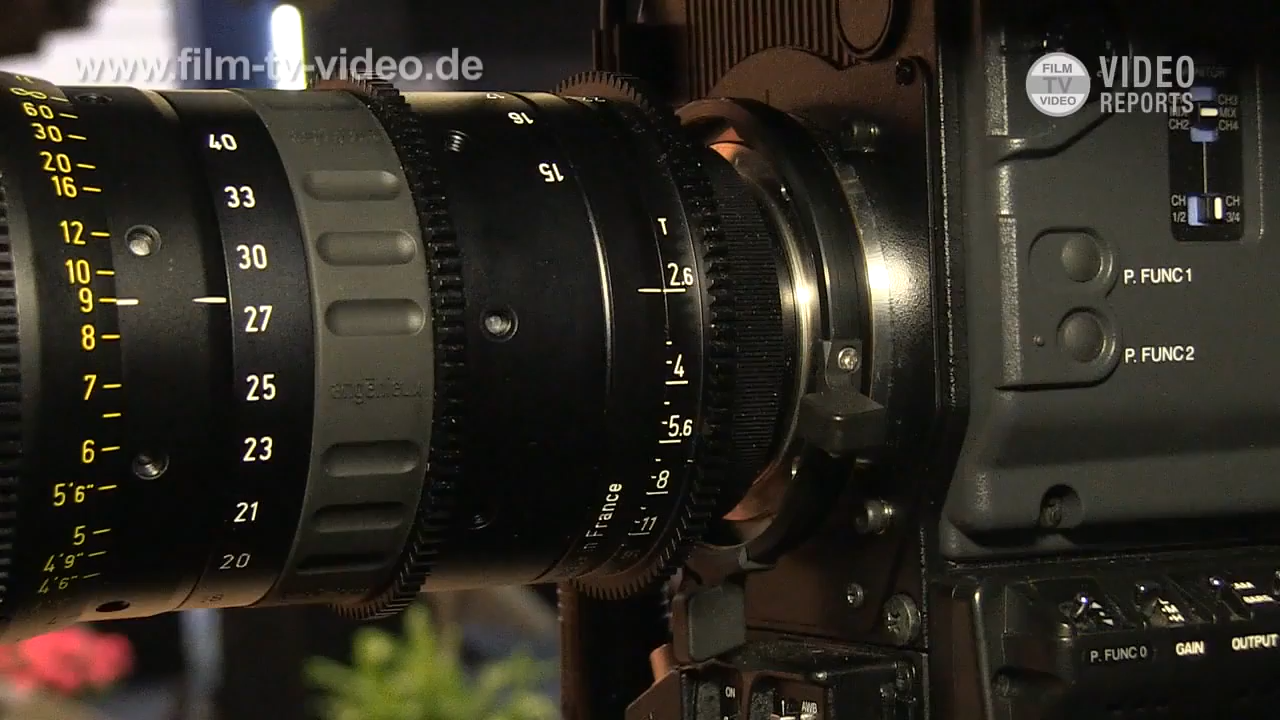 www.film-tv-video.de
FILM
TV
VIDEO
VIDEO
REPORTS
CH3
MIX
MIX
CH2
CH4
CH
1/2
CH
3/4
P. FUNC 1
P. FUNC 2
P. FUNC 0
GAIN
OUTPUT
ON
AWB
∞
60
30
20
16
12
10
9
8
7
6
5'6"
5
4'9"
4'6"
40
33
30
27
25
23
21
20
angénieux
16
15
T
2.6
4
5.6
8
11
in France